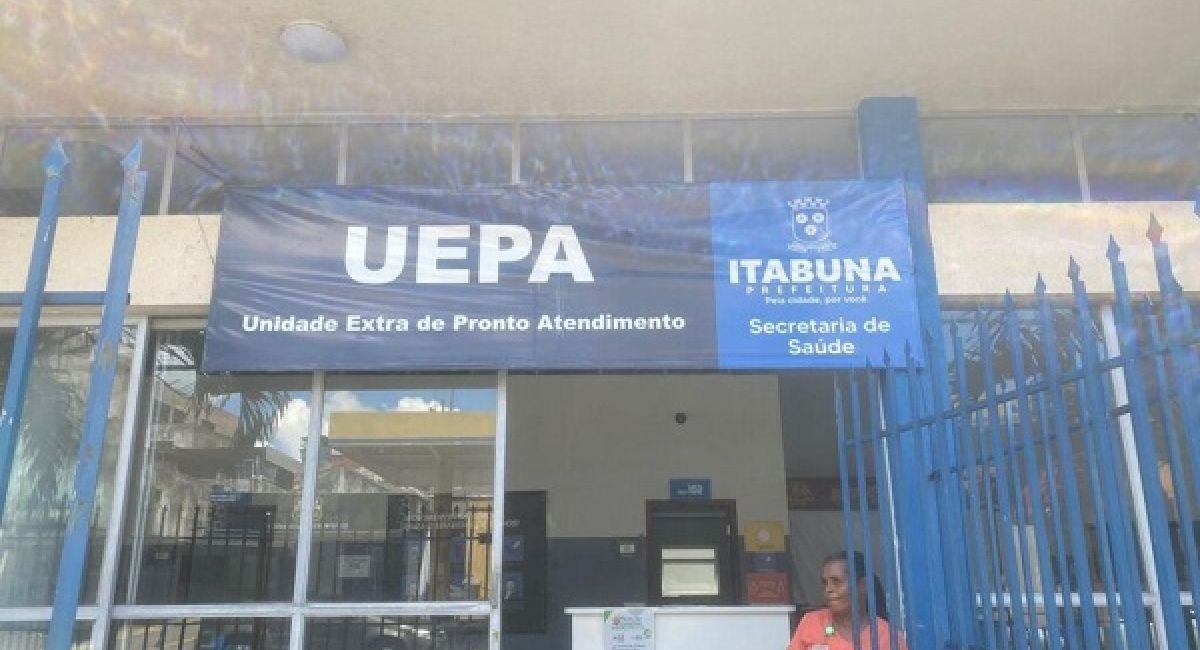 UEPA
Unidade Extra de Pronto Atendimento
ITABUNA
PREFEITURA
Pela cidade, por você.
Secretaria de
Saúde